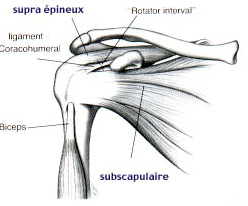 supra épineux
"Rotator interval"
ligament
Coracohumeral
Biceps
subscapulaire